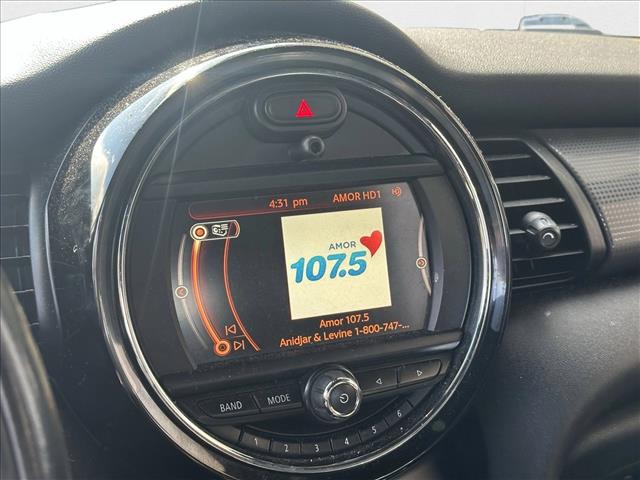 4:31 pm AMOR HD1
AMOR
107.5
Amor 107.5
Anidjar & Levine 1-800-747-...
BAND MODE
1 2 3 4 5 6